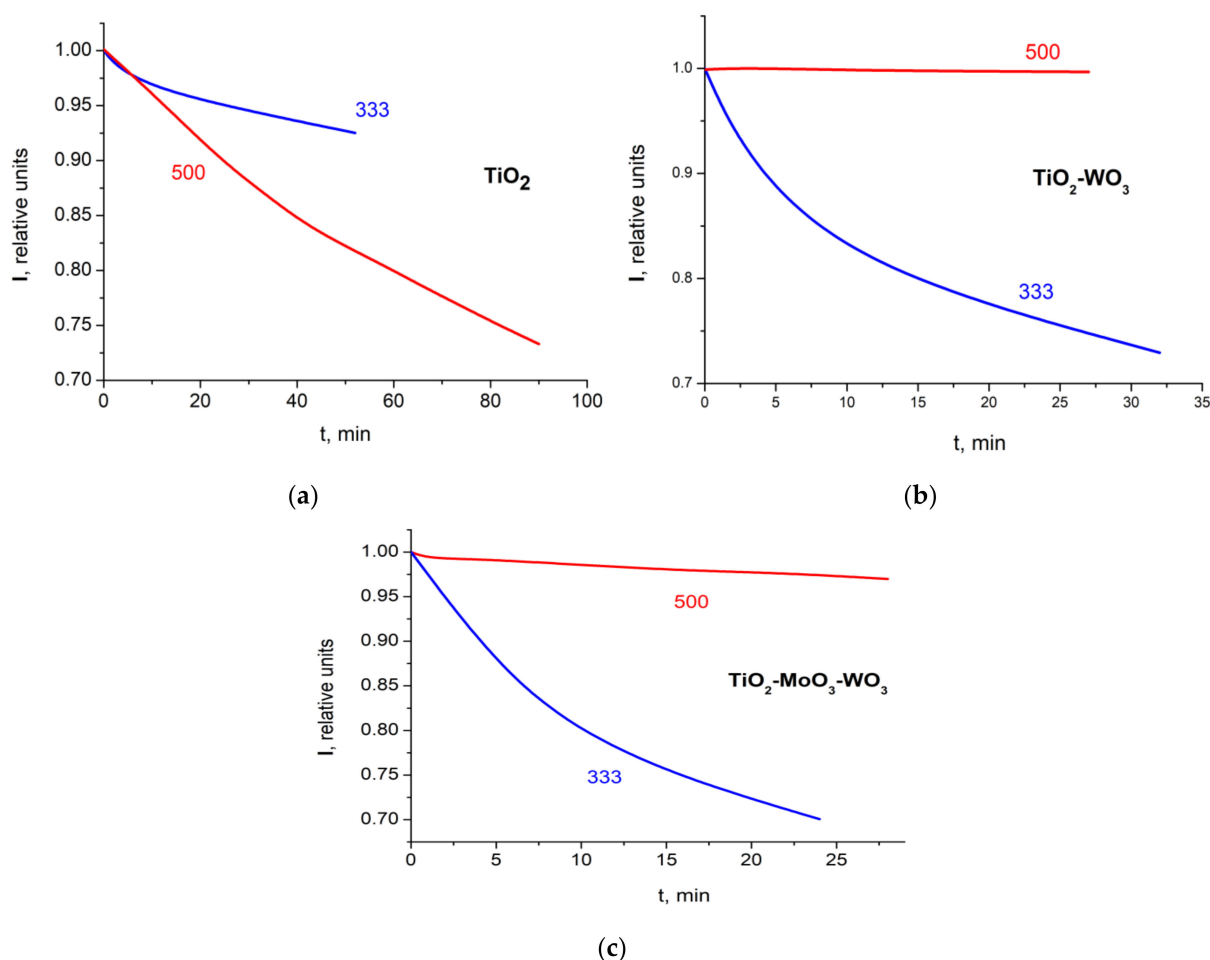 1.00
0.95
0.90
0.85
0.80
0.75
0.70
I, relative units
333
500
TiO2
0 20 40 60 80 100
t, min
(a)
1.0
0.9
0.8
0.7
I, relative units
500
TiO2-WO3
333
0 5 10 15 20 25 30 35
t, min
(b)
1.00
0.95
0.90
0.85
0.80
0.75
0.70
I, relative units
500
TiO2-MoO3-WO3
333
0 5 10 15 20 25
t, min
(c)